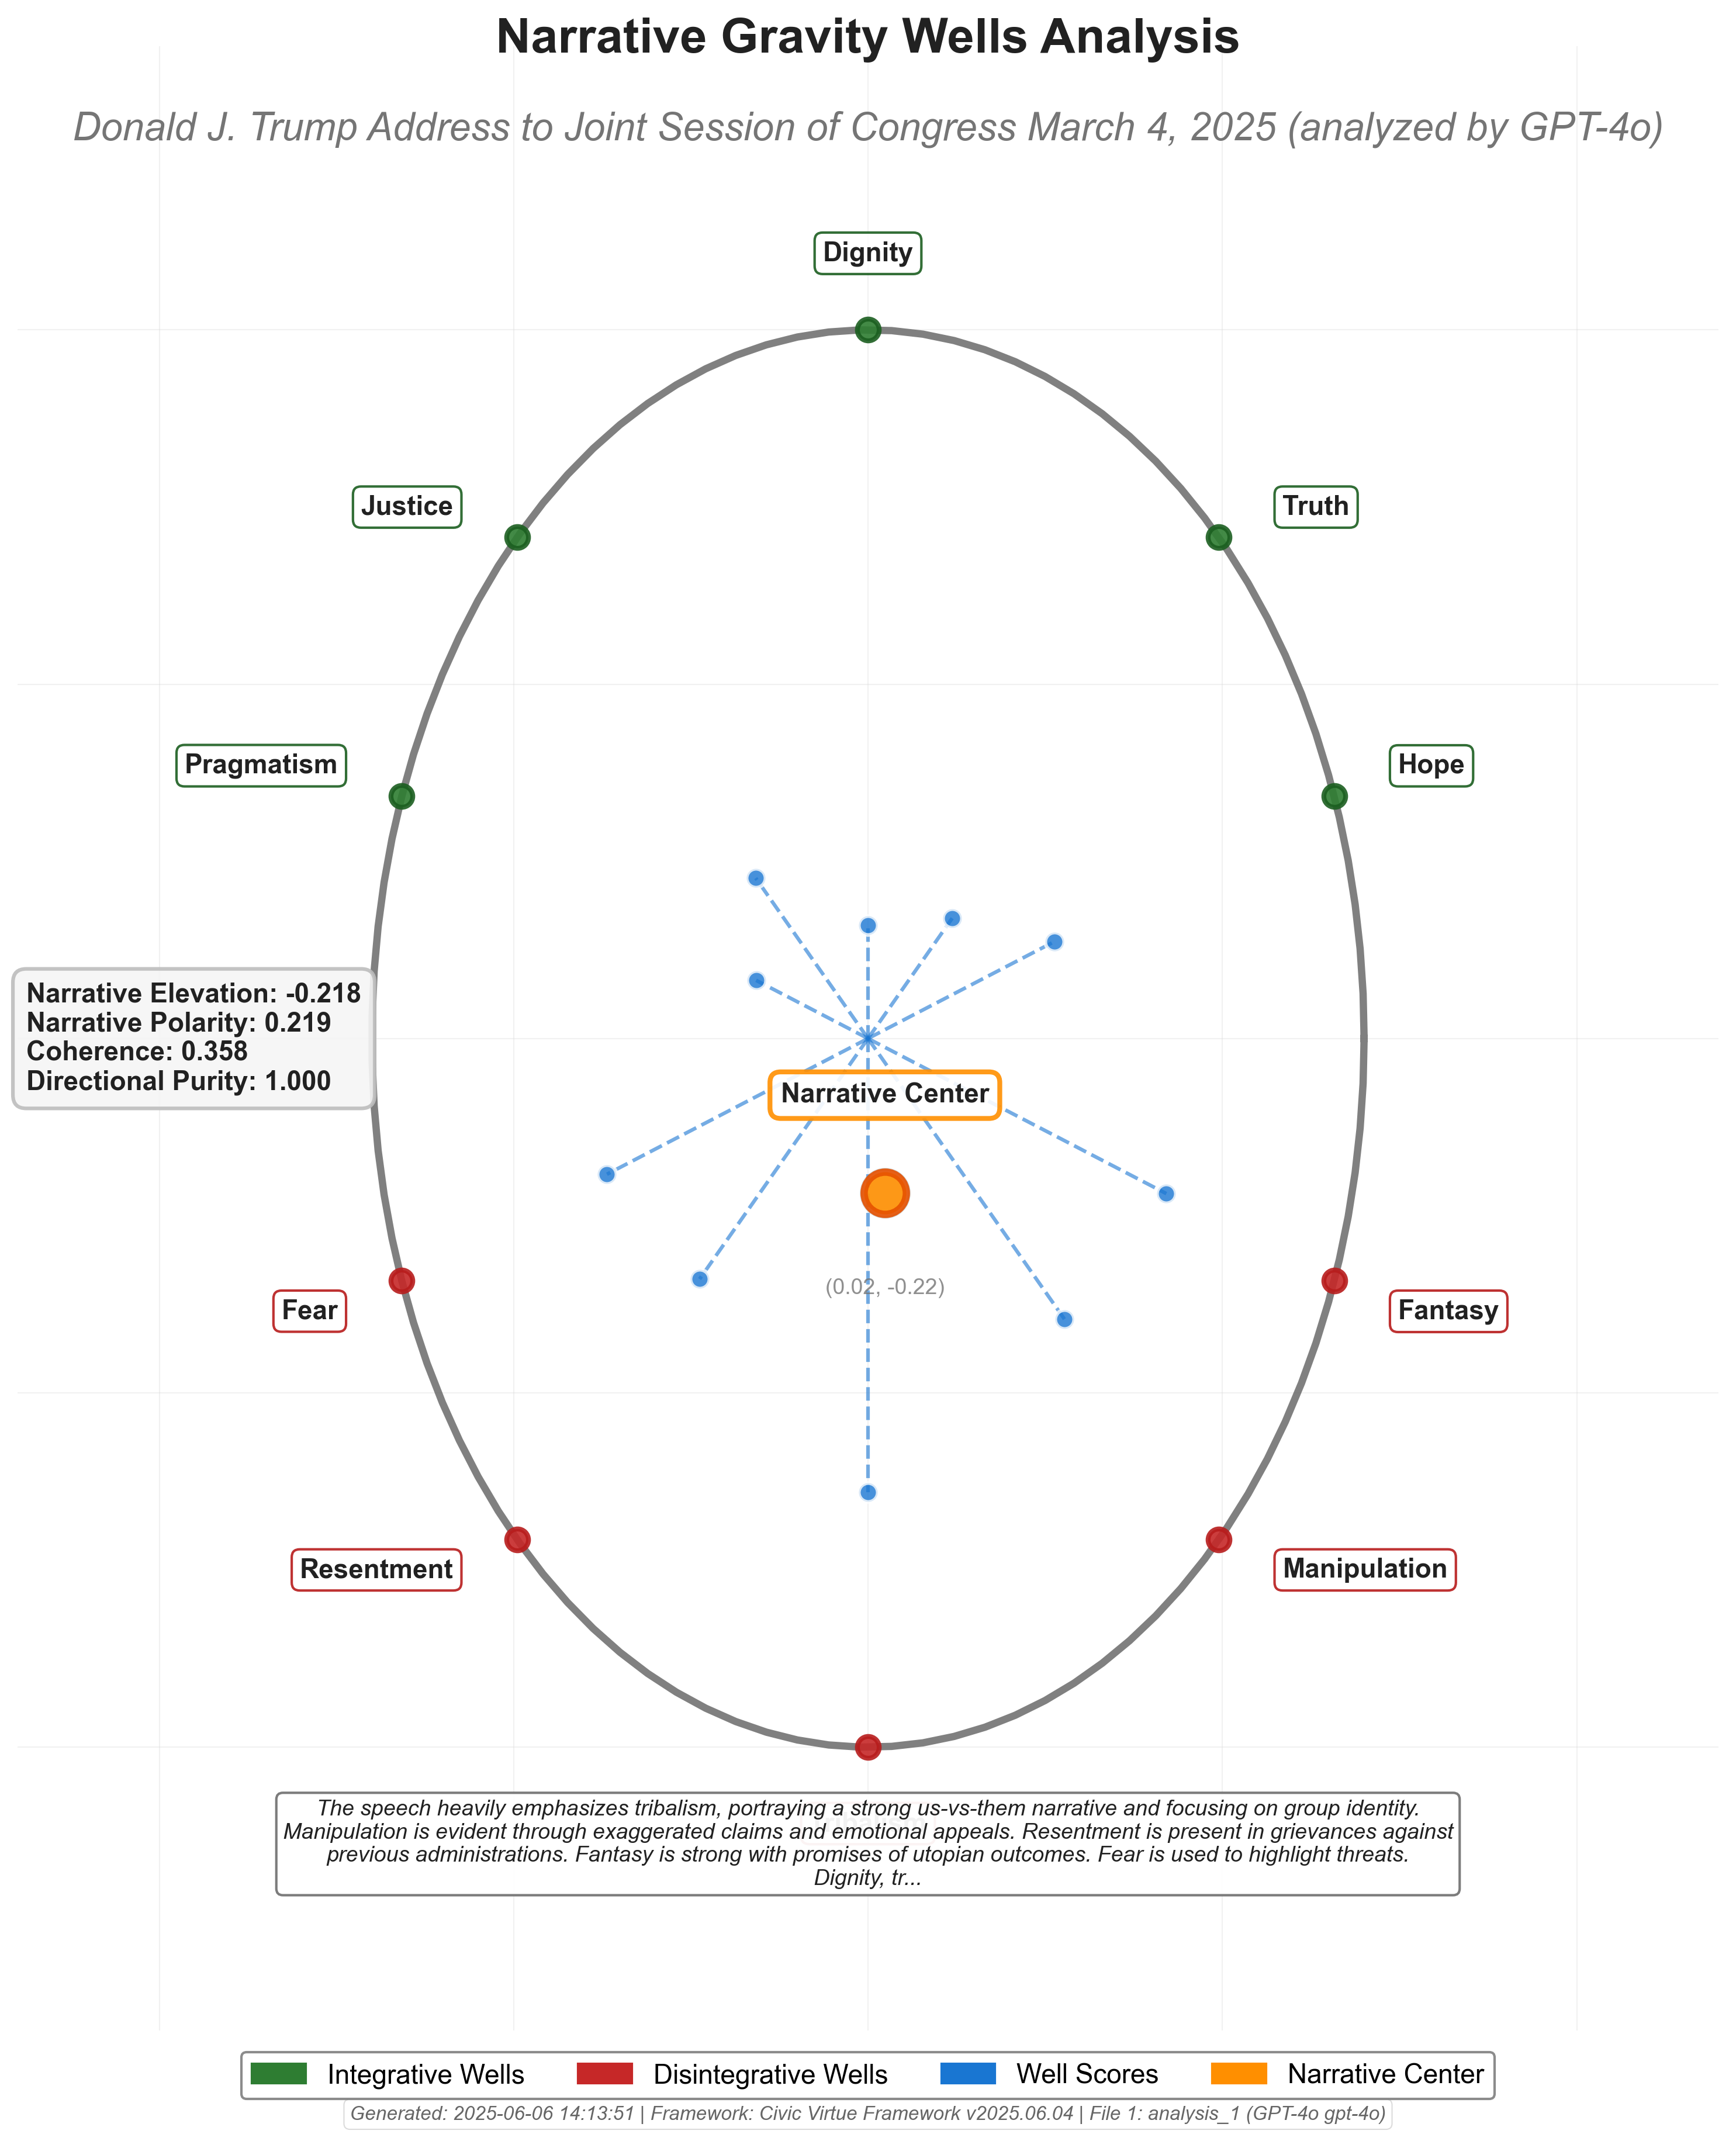 Narrative Gravity Wells Analysis
Donald J. Trump Address to Joint Session of Congress March 4, 2025 (analyzed by GPT-4o)
Dignity
Justice
Truth
Pragmatism
Hope
Narrative Elevation: -0.218
Narrative Polarity: 0.219
Coherence: 0.358
Directional Purity: 1.000
Narrative Center
(0.02, -0.22)
Fear
Fantasy
Resentment
Manipulation
The speech heavily emphasizes tribalism, portraying a strong us-vs-them narrative and focusing on group identity.
Manipulation is evident through exaggerated claims and emotional appeals. Resentment is present in grievances against
previous administrations. Fantasy is strong with promises of utopian outcomes. Fear is used to highlight threats.
Dignity, tr...
Integrative Wells
Disintegrative Wells
Well Scores
Narrative Center
Generated: 2025-06-06 14:13:51 | Framework: Civic Virtue Framework v2025.06.04 | File 1: analysis_1 (GPT-4o gpt-4o)